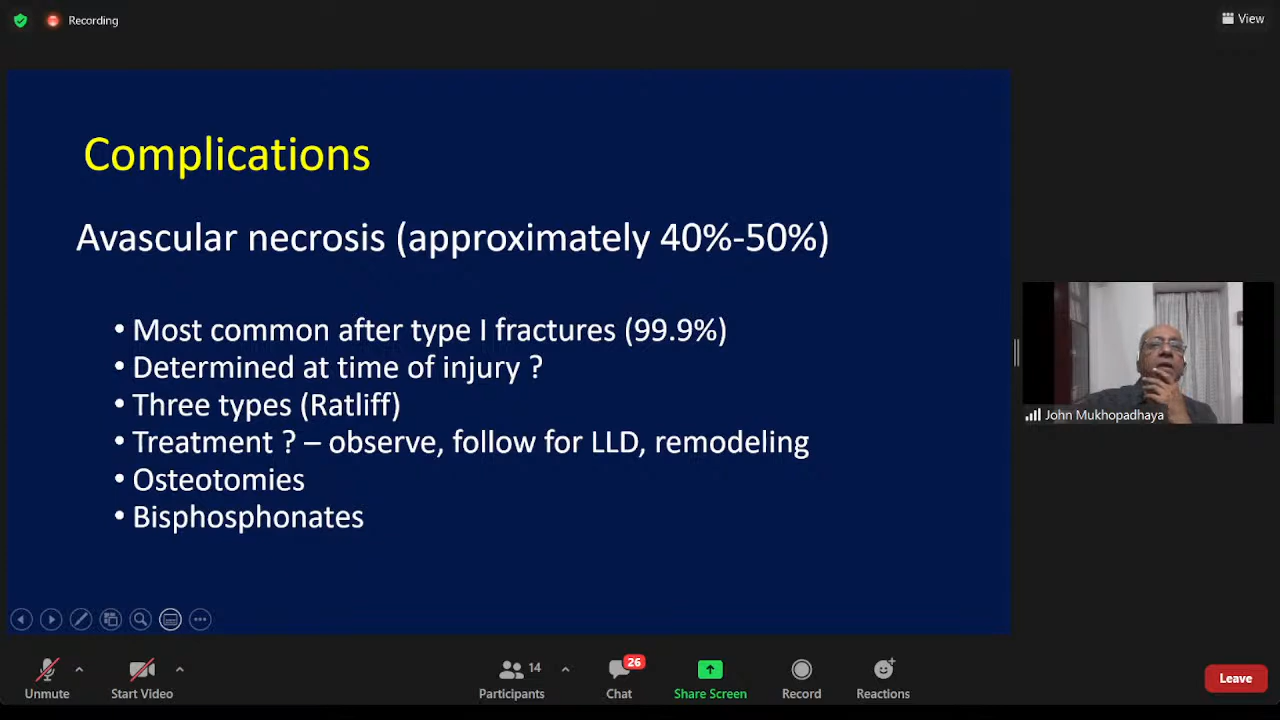 Recording
View
Complications
Avascular necrosis (approximately 40%-50%)
• Most common after type I fractures (99.9%)
• Determined at time of injury ?
• Three types (Ratliff)
• Treatment ? – observe, follow for LLD, remodeling
• Osteotomies
• Bisphosphonates
John Mukhopadhaya
Unmute
Start Video
14
Participants
26
Chat
Share Screen
Record
Reactions
Leave